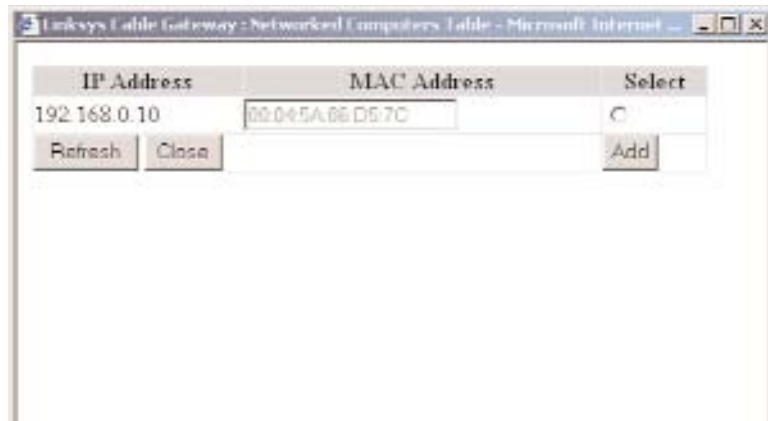 Linksys Cable Gateway : Networked Computers Table - Microsoft Internet ...
IP Address MAC Address Select
192.168.0.10 00:04:5A:66:D5:7C
Refresh Close Add